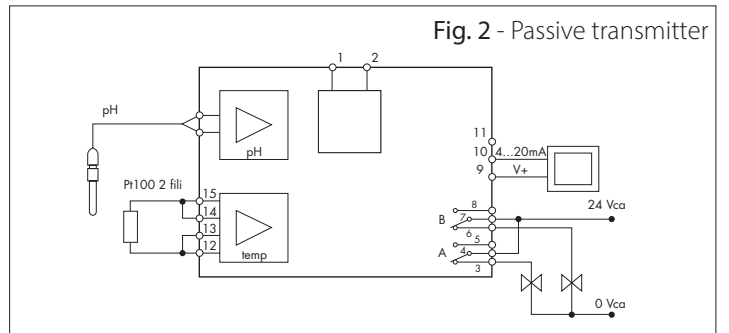 Fig. 2 - Passive transmitter
1 2
pH
pH
11
10 4...20mA
9 V+
Pt100 2 fili
15
14
13
12
temp
8
B 7
6
5
A 4
3
24 Vca
0 Vca